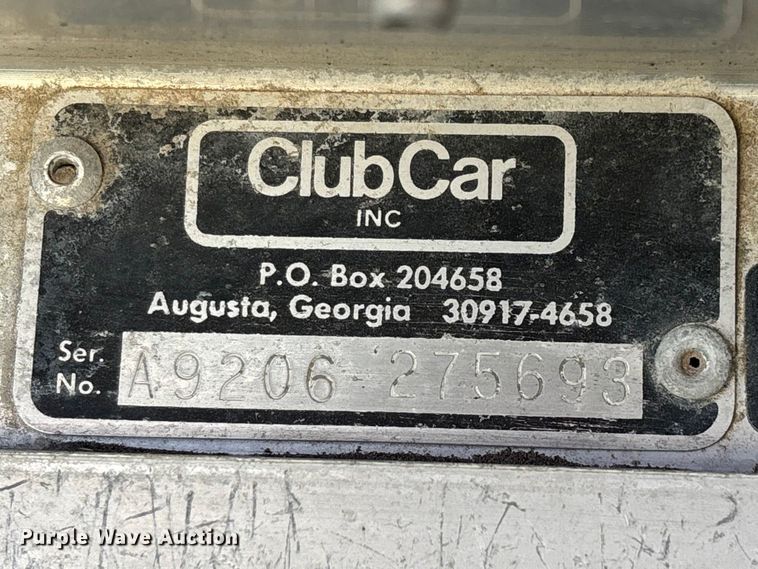 ClubCar
INC
P.O. Box 204658
Augusta, Georgia 30917-4658
Ser.
No. A9206 275693
Purple Wave Auction